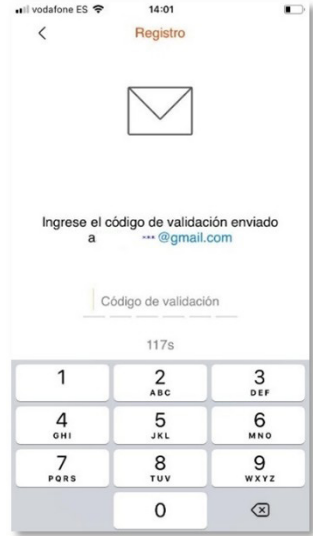 vodafone ES 14:01
Registro
Ingrese el código de validación enviado
a *** @gmail.com
Código de validación
117s
1 2 3
ABC DEF
4 5 6
GHI JKL MNO
7 8 9
PQRS TUV WXYZ
0